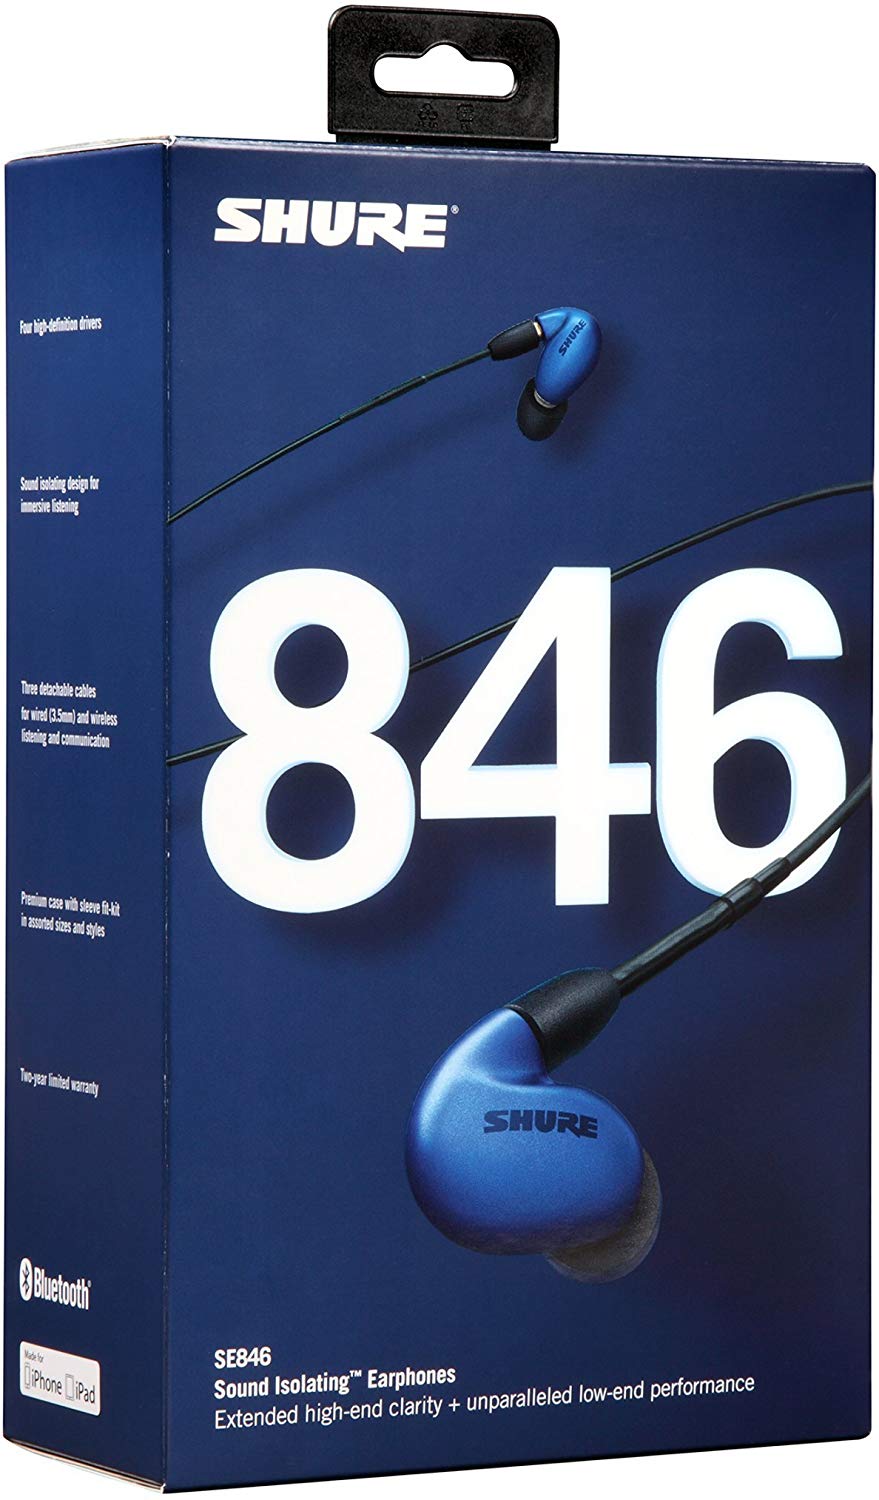 SHURE®
SHURE
846
SHURE
SE846
Sound Isolating™ Earphones
Extended high-end clarity + unparalleled low-end performance
Four high-definition drivers
Sound isolating design for
immersive listening
Three detachable cables
for wired (3.5mm) and wireless
listening and communication
Premium case with sleeve fit-kit
in assorted sizes and styles
Two-year limited warranty
Bluetooth®
Made for
iPhone iPad